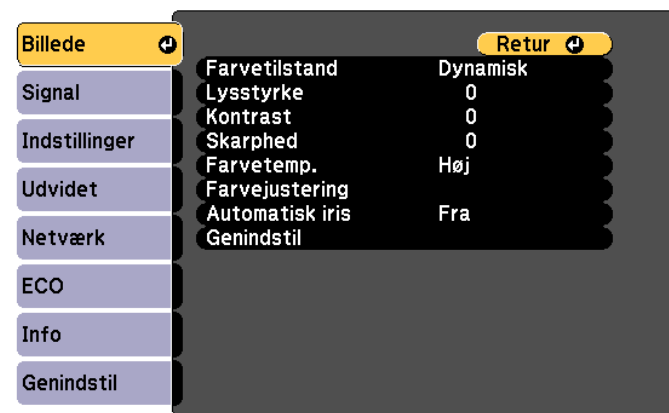 Billede
Signal
Indstillinger
Udvidet
Netværk
ECO
Info
Genindstil
Retur
Farvetilstand Dynamisk
Lysstyrke 0
Kontrast 0
Skarphed 0
Farvetemp. Høj
Farvejustering
Automatisk iris Fra
Genindstil